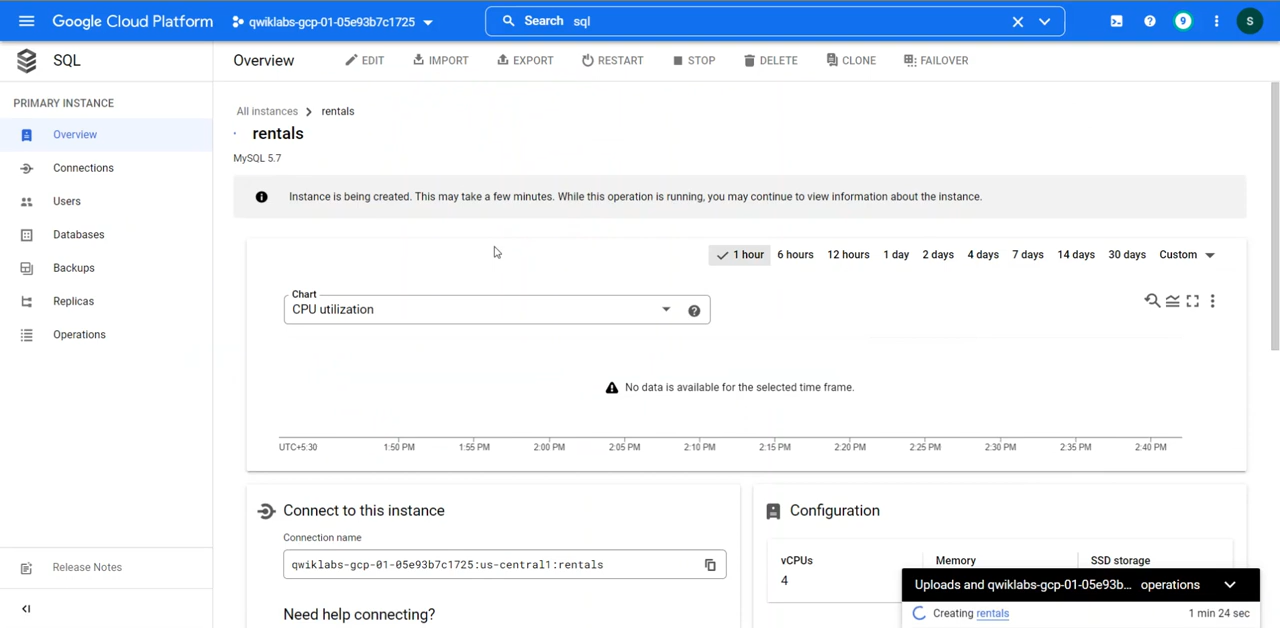 Google Cloud Platform
qwiklabs-gcp-01-05e93b7c1725
Search sql
9
S
SQL
Overview
EDIT
IMPORT
EXPORT
RESTART
STOP
DELETE
CLONE
FAILOVER
PRIMARY INSTANCE
Overview
Connections
Users
Databases
Backups
Replicas
Operations
Release Notes
All instances
rentals
rentals
MySQL 5.7
Instance is being created. This may take a few minutes. While this operation is running, you may continue to view information about the instance.
1 hour
6 hours
12 hours
1 day
2 days
4 days
7 days
14 days
30 days
Custom
Chart
CPU utilization
No data is available for the selected time frame.
UTC+5:30
1:50 PM
1:55 PM
2:00 PM
2:05 PM
2:10 PM
2:15 PM
2:20 PM
2:25 PM
2:30 PM
2:35 PM
2:40 PM
Connect to this instance
Connection name
qwiklabs-gcp-01-05e93b7c1725:us-central1:rentals
Need help connecting?
Configuration
vCPUs
Memory
SSD storage
4
Uploads and qwiklabs-gcp-01-05e93b... operations
Creating rentals
1 min 24 sec